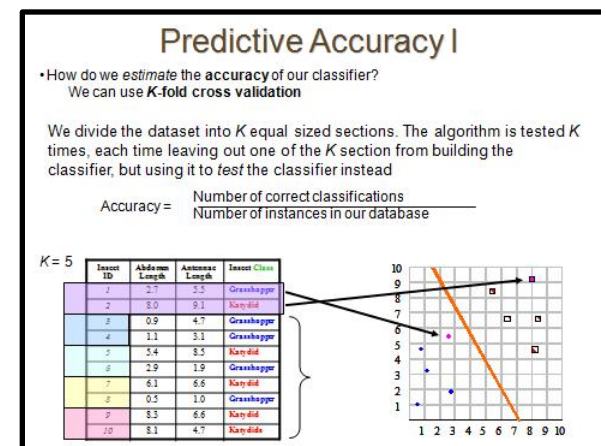 Predictive Accuracy I
•How do we estimate the accuracy of our classifier?
We can use K-fold cross validation
We divide the dataset into K equal sized sections. The algorithm is tested K
times, each time leaving out one of the K section from building the
classifier, but using it to test the classifier instead
Accuracy = Number of correct classifications
Number of instances in our database
K = 5
Insect ID Abdomen Length Antennae Length Insect Class
1 2.7 5.5 Grasshopper
2 8.0 9.1 Katydid
3 0.9 4.7 Grasshopper
4 1.1 3.1 Grasshopper
5 5.4 8.5 Katydid
6 2.9 1.9 Grasshopper
7 6.1 6.6 Katydid
8 0.5 1.0 Grasshopper
9 8.3 6.6 Katydid
10 8.1 4.7 Katydids
10
9
8
7
6
5
4
3
2
1
1 2 3 4 5 6 7 8 9 10